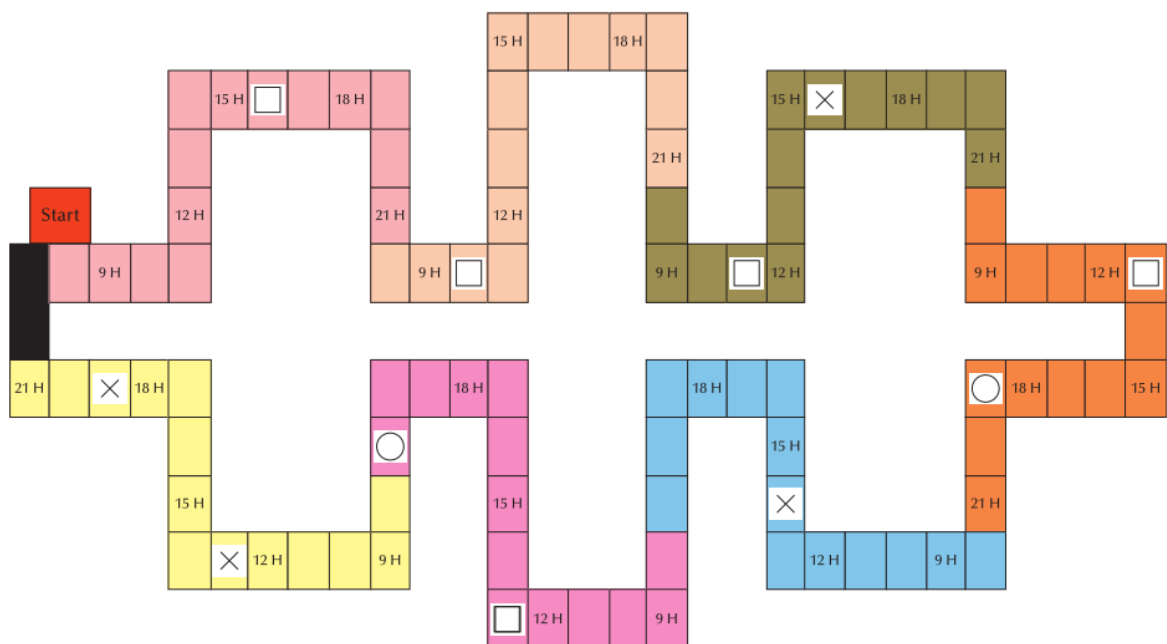 15 H 18 H
15 H 18 H 15 H 18 H
21 H 21 H
Start 12 H 21 H 12 H
9 H 9 H 9 H 12 H 9 H 12 H
21 H 18 H 18 H 18 H 18 H 15 H
15 H
15 H 15 H 21 H
12 H 9 H 12 H 9 H
12 H 9 H